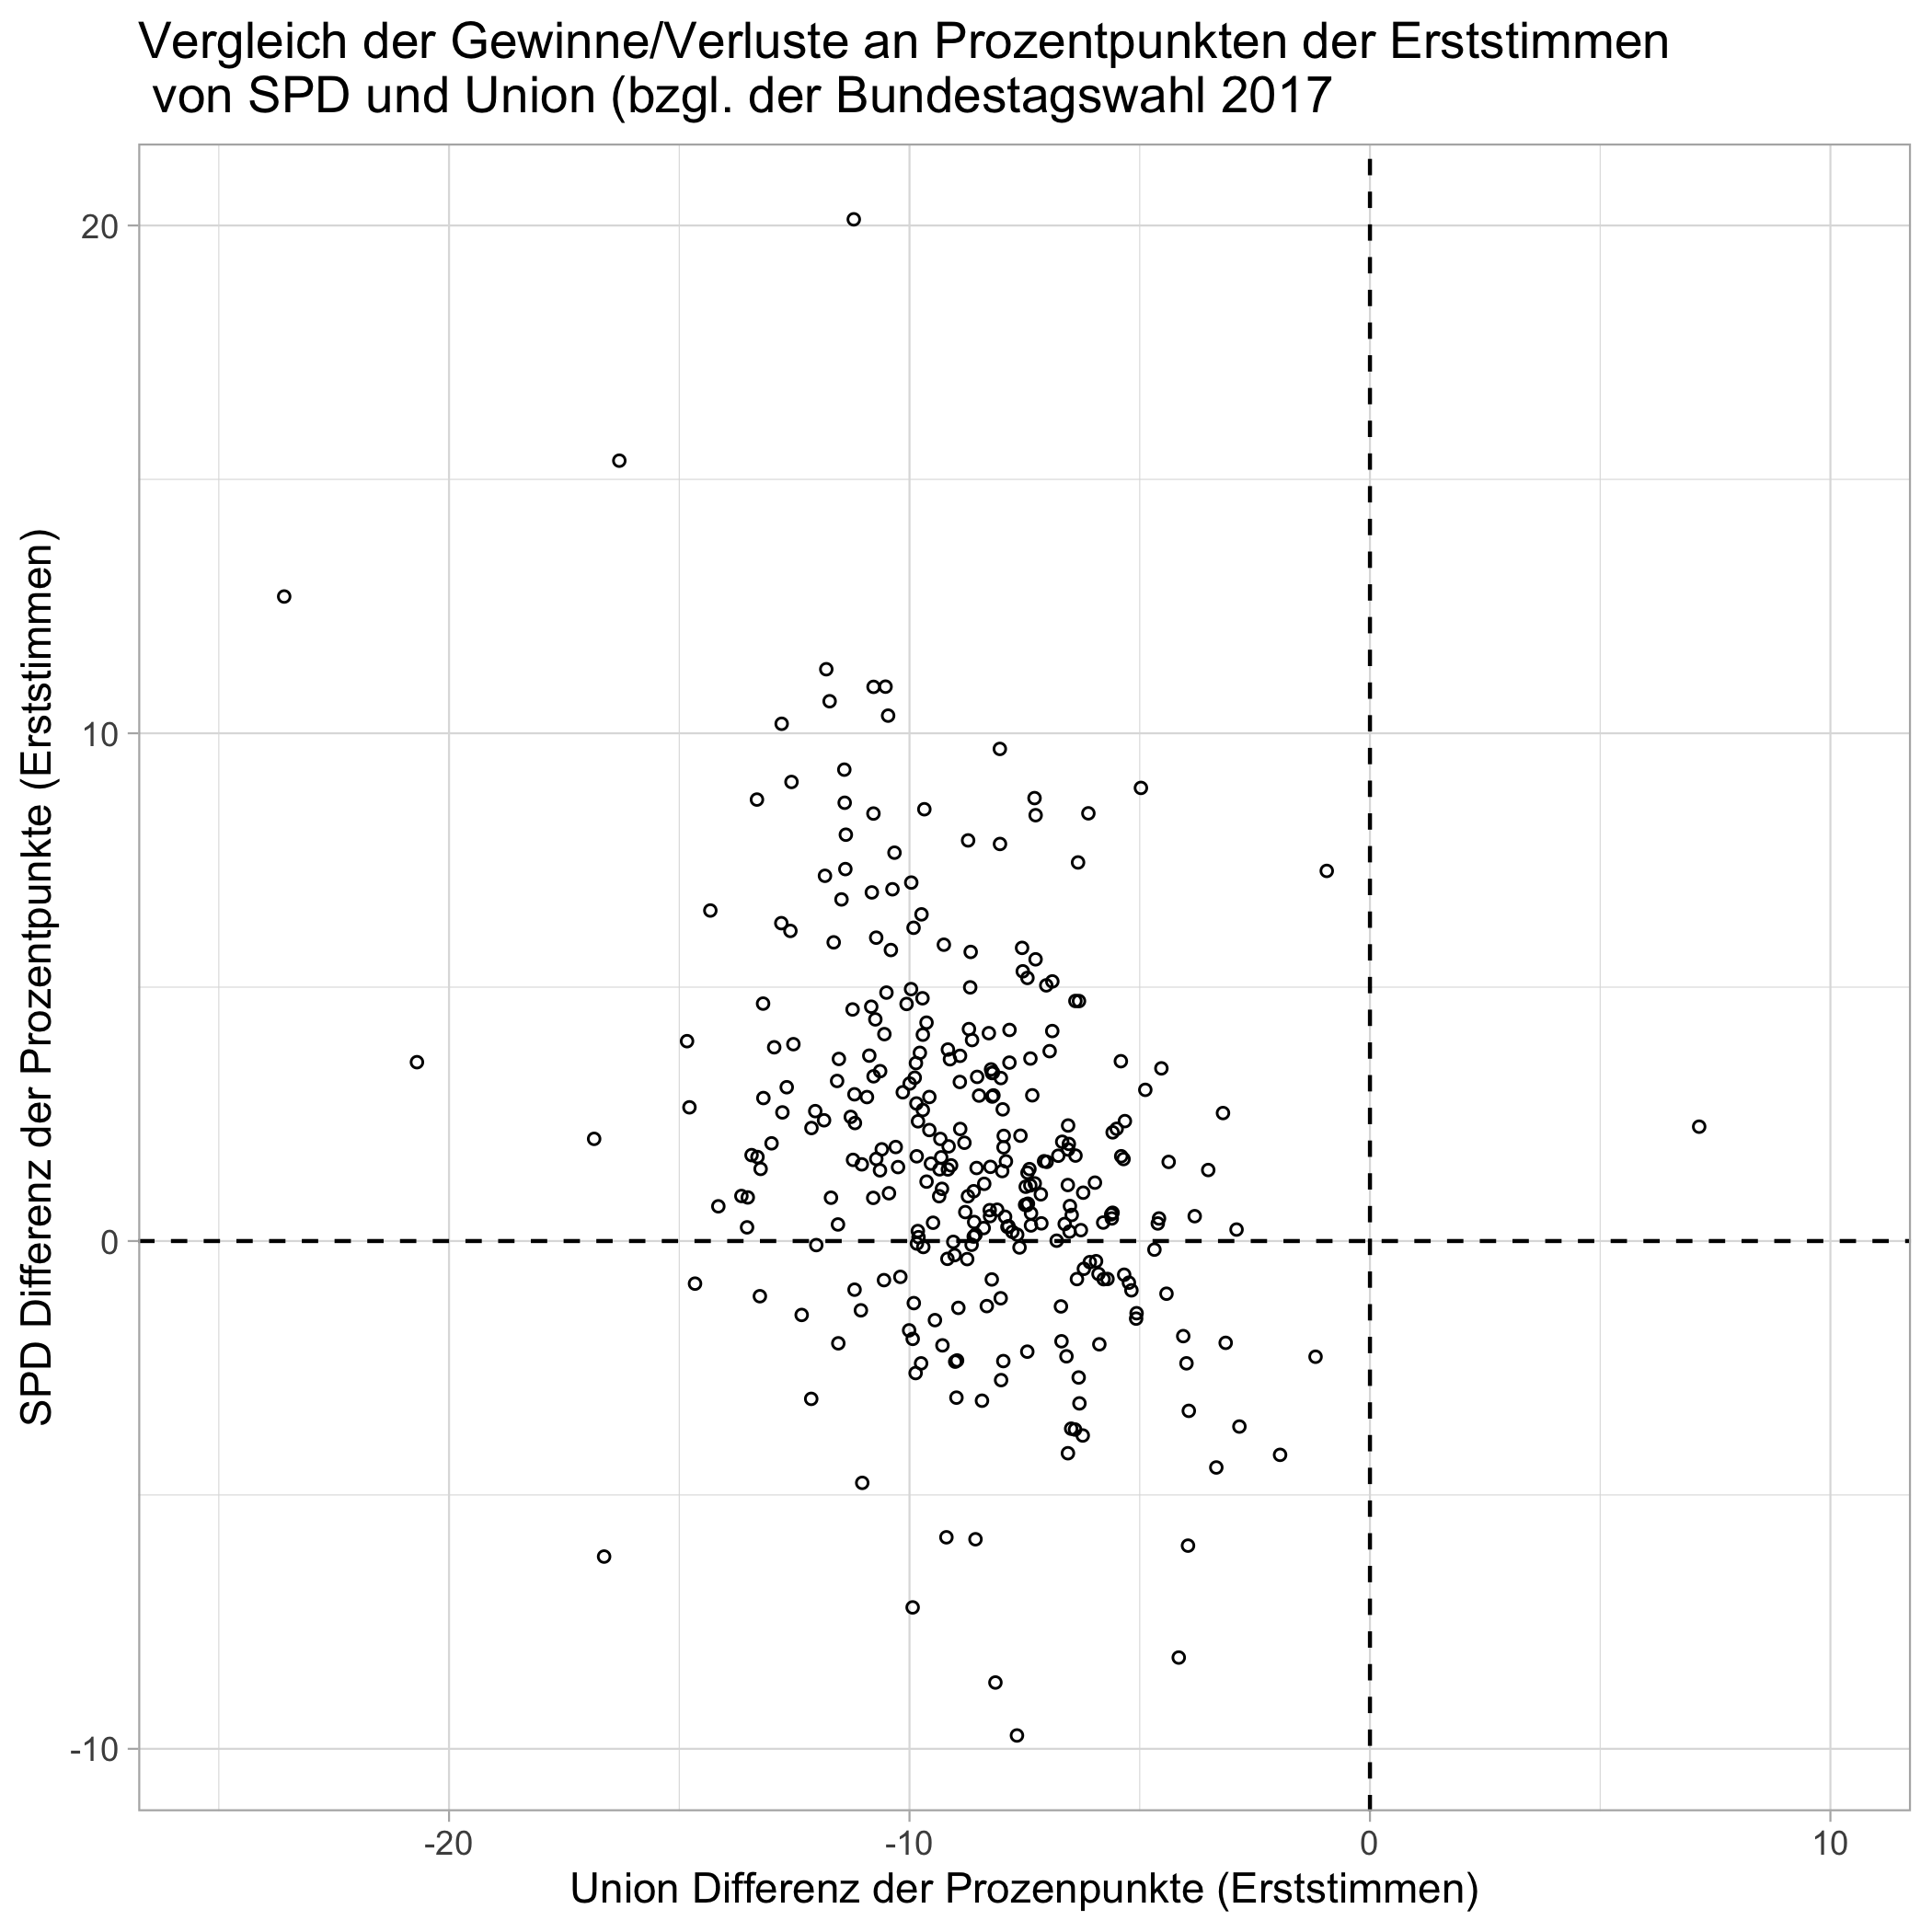 Vergleich der Gewinne/Verluste an Prozentpunkten der Erststimmen
von SPD und Union (bzgl. der Bundestagswahl 2017
SPD Differenz der Prozentpunkte (Erststimmen)
20
10
0
-10
-20
-10
0
10
Union Differenz der Prozenpunkte (Erststimmen)